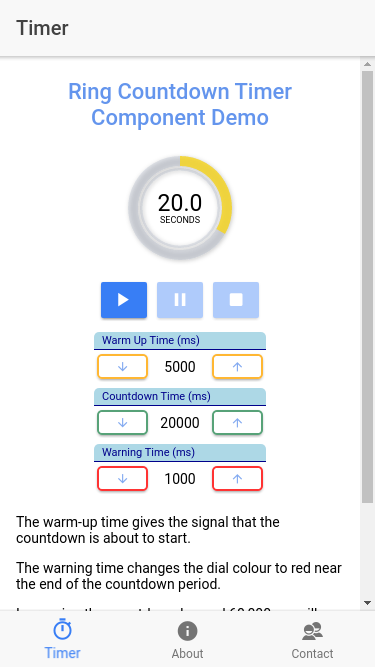 Timer
Ring Countdown Timer
Component Demo
20.0
SECONDS
Warm Up Time (ms)
5000
Countdown Time (ms)
20000
Warning Time (ms)
1000
The warm-up time gives the signal that the
countdown is about to start.
The warning time changes the dial colour to red near
the end of the countdown period.
Timer
About
Contact